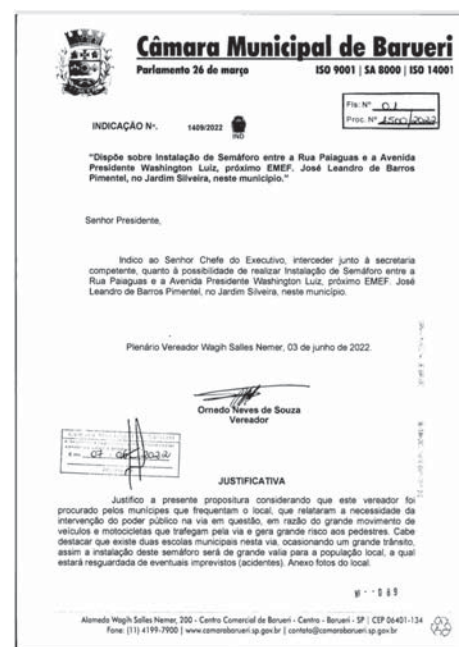 Câmara Municipal de Barueri
Parlamento 26 de março ISO 9001 | SA 8000 | ISO 14001
Fls: Nº 01
Proc. Nº 1500/2022
INDICAÇÃO Nº. 1409/2022
IND
"Dispõe sobre Instalação de Semáforo entre a Rua Paiaguas e a Avenida
Presidente Washington Luiz, próximo EMEF. José Leandro de Barros
Pimentel, no Jardim Silveira, neste município."
Senhor Presidente,
Indico ao Senhor Chefe do Executivo, interceder junto à secretaria
competente, quanto à possibilidade de realizar Instalação de Semáforo entre a
Rua Paiaguas e a Avenida Presidente Washington Luiz, próximo EMEF. José
Leandro de Barros Pimentel, no Jardim Silveira, neste município.
Plenário Vereador Wagih Salles Nemer, 03 de junho de 2022.
Ornedo Neves de Souza
Vereador
07 06 2022
JUSTIFICATIVA
Justifico a presente propositura considerando que este vereador foi
procurado pelos munícipes que frequentam o local, que relataram a necessidade da
intervenção do poder público na via em questão, em razão do grande movimento de
veículos e motocicletas que trafegam pela via e gera grande risco aos pedestres. Cabe
destacar que existe duas escolas municipais nesta via, ocasionando um grande trânsito,
assim a instalação deste semáforo será de grande valia para a população local, a qual
estará resguardada de eventuais imprevistos (acidentes). Anexo fotos do local.
Alameda Wagih Salles Nemer, 200 - Centro Comercial de Barueri - Centro - Barueri - SP | CEP 06401-134
Fone: (11) 4199-7900 | www.camarabarueri.sp.gov.br | contato@camarabarueri.sp.gov.br